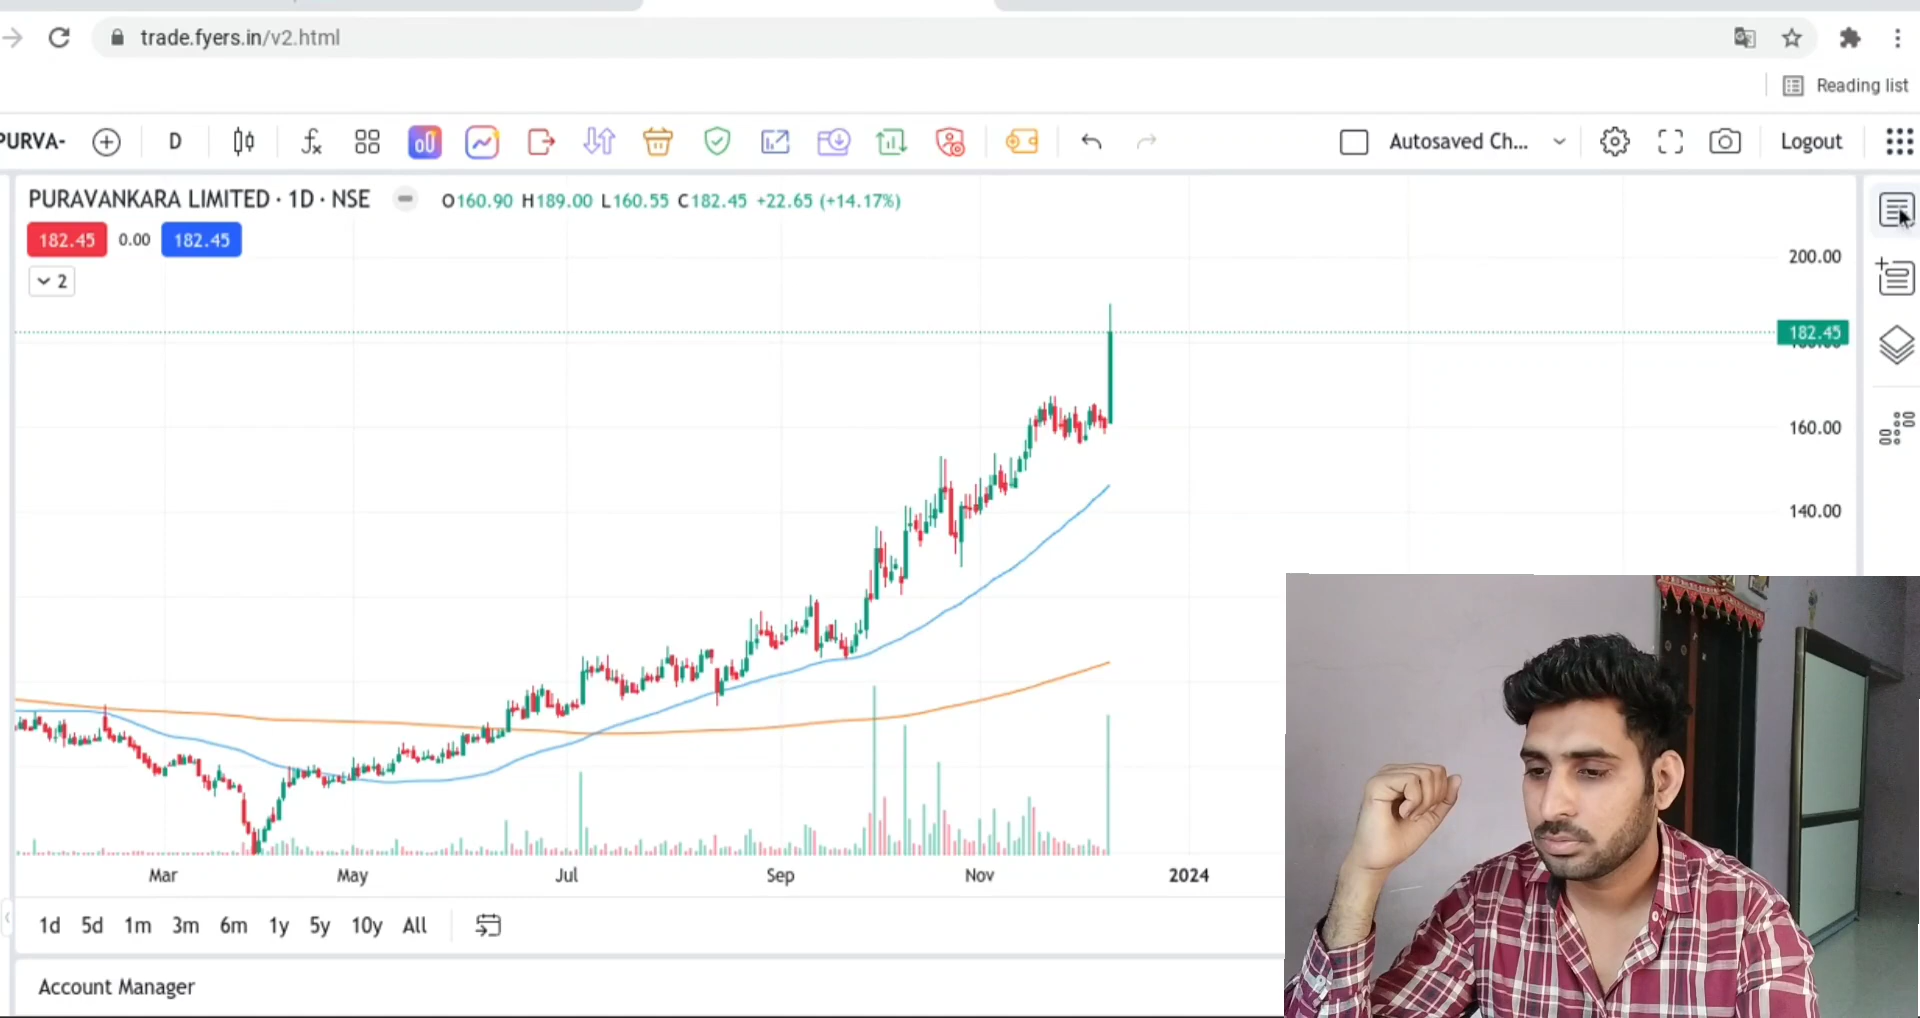 trade.fyers.in/v2.html
Reading list
PURVA-
D
Autosaved Ch...
Logout
PURAVANKARA LIMITED · 1D · NSE
O160.90 H189.00 L160.55 C182.45 +22.65 (+14.17%)
182.45 0.00 182.45
2
200.00
182.45
160.00
140.00
Mar May Jul Sep Nov 2024
1d 5d 1m 3m 6m 1y 5y 10y All
Account Manager